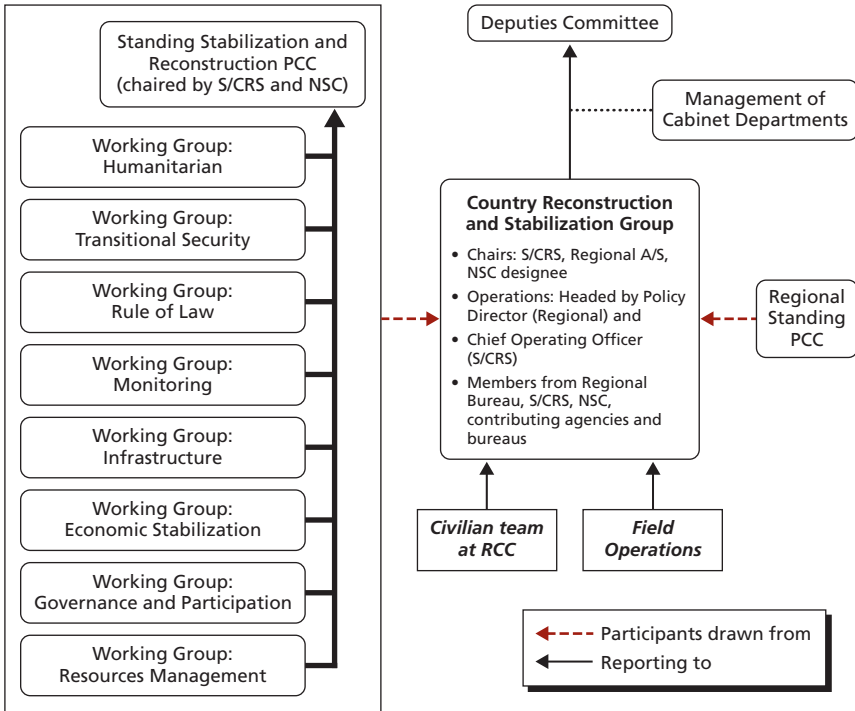 Standing Stabilization and
Reconstruction PCC
(chaired by S/CRS and NSC)
Working Group:
Humanitarian
Working Group:
Transitional Security
Working Group:
Rule of Law
Working Group:
Monitoring
Working Group:
Infrastructure
Working Group:
Economic Stabilization
Working Group:
Governance and Participation
Working Group:
Resources Management
Deputies Committee
Management of
Cabinet Departments
Country Reconstruction
and Stabilization Group
• Chairs: S/CRS, Regional A/S,
NSC designee
• Operations: Headed by Policy
Director (Regional) and
• Chief Operating Officer
(S/CRS)
• Members from Regional
Bureau, S/CRS, NSC,
contributing agencies and
bureaus
Regional
Standing
PCC
Civilian team
at RCC
Field
Operations
Participants drawn from
Reporting to